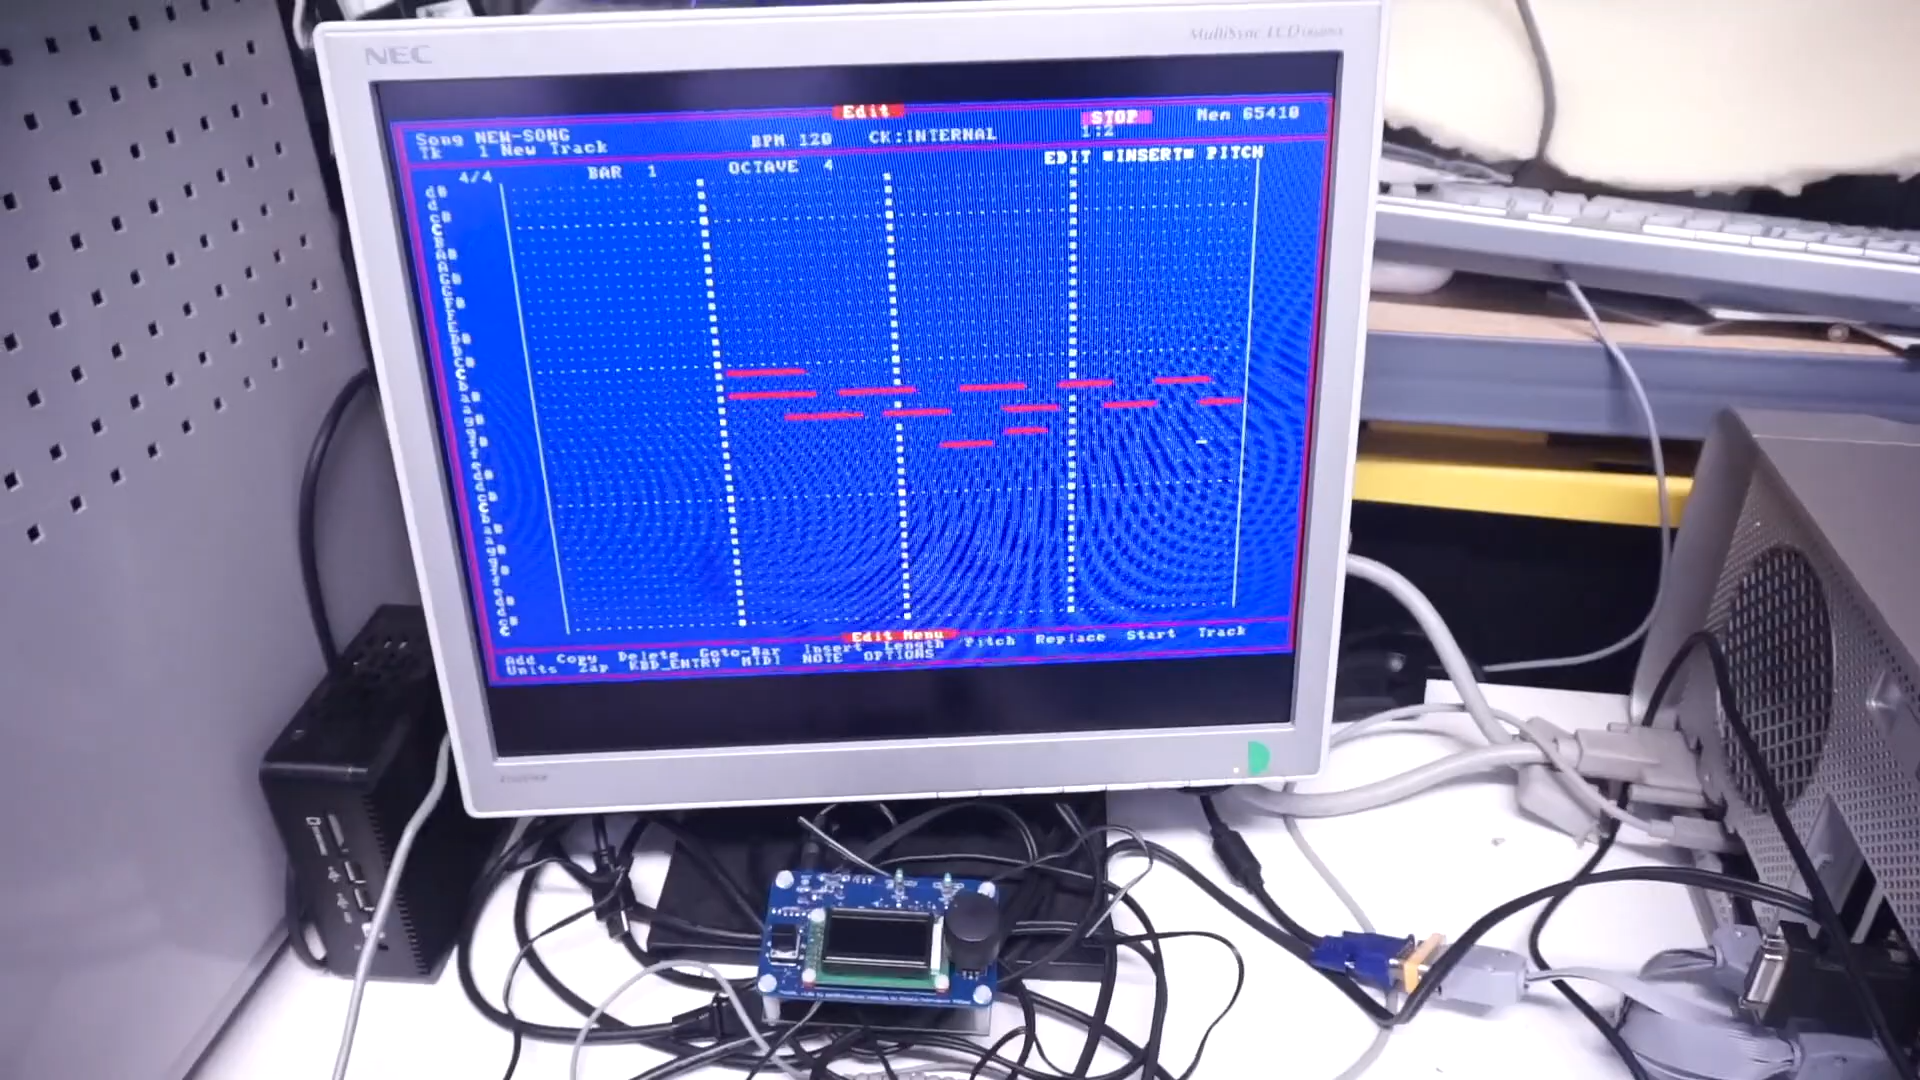 NEC
MultiSync LCD
Edit
Song NEW-SONG BPM 120 CK:INTERNAL STOP Mem 65410
Tk 1 New Track 1:2
EDIT *INSERT* PITCH
4/4 BAR 1 OCTAVE 4
Edit Menu
Add Copy Delete Goto-Bar Insert Length Pitch Replace Start Track
Units Zap KBD_ENTRY MIDI NOTE OPTIONS